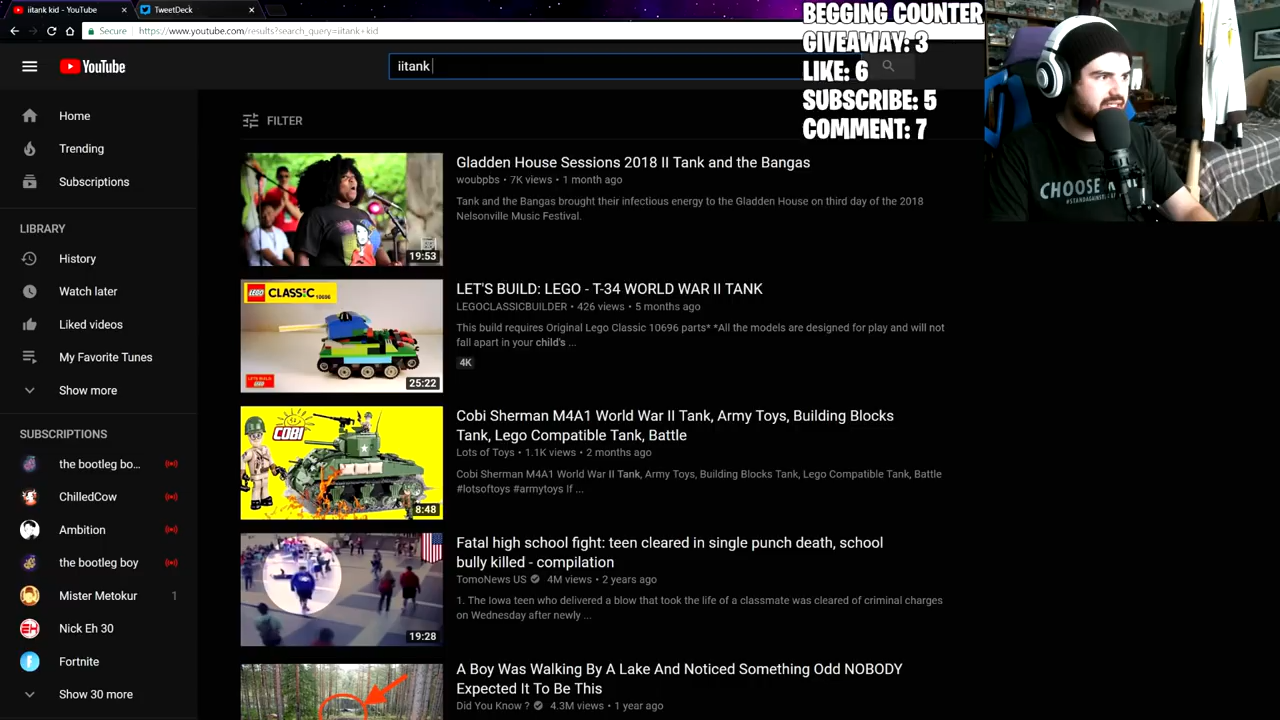 iitank kid - YouTube
TweetDeck
Secure
https://www.youtube.com/results?search_query=iitank+kid
YouTube
iitank
BEGGING COUNTER
GIVEAWAY: 3
LIKE: 6
SUBSCRIBE: 5
COMMENT: 7
CHOOSE
Home
Trending
Subscriptions
LIBRARY
History
Watch later
Liked videos
My Favorite Tunes
Show more
SUBSCRIPTIONS
the bootleg bo...
ChilledCow
Ambition
the bootleg boy
Mister Metokur 1
Nick Eh 30
Fortnite
Show 30 more
FILTER
Gladden House Sessions 2018 II Tank and the Bangas
woubpbs • 7K views • 1 month ago
Tank and the Bangas brought their infectious energy to the Gladden House on third day of the 2018
Nelsonville Music Festival.
19:53
LET'S BUILD: LEGO - T-34 WORLD WAR II TANK
LEGOCLASSICBUILDER • 426 views • 5 months ago
This build requires Original Lego Classic 10696 parts* *All the models are designed for play and will not
fall apart in your child's ...
4K
LEGO CLASSIC 10696
25:22
Cobi Sherman M4A1 World War II Tank, Army Toys, Building Blocks
Tank, Lego Compatible Tank, Battle
Lots of Toys • 1.1K views • 2 months ago
Cobi Sherman M4A1 World War II Tank, Army Toys, Building Blocks Tank, Lego Compatible Tank, Battle
#lotsoftoys #armytoys If ...
COBI
8:48
Fatal high school fight: teen cleared in single punch death, school
bully killed - compilation
TomoNews US 4M views • 2 years ago
1. The Iowa teen who delivered a blow that took the life of a classmate was cleared of criminal charges
on Wednesday after newly ...
19:28
A Boy Was Walking By A Lake And Noticed Something Odd NOBODY
Expected It To Be This
Did You Know ? 4.3M views • 1 year ago